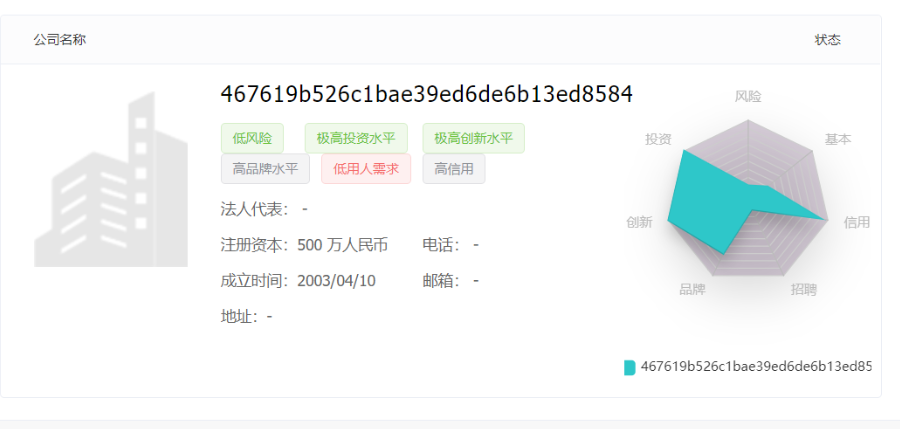 公司名称 状态
467619b526c1bae39ed6de6b13ed8584
低风险 极高投资水平 极高创新水平
高品牌水平 低用人需求 高信用
法人代表： -
注册资本：500 万人民币 电话： -
成立时间：2003/04/10 邮箱： -
地址：-
风险
投资 基本
创新 信用
品牌 招聘
467619b526c1bae39ed6de6b13ed85